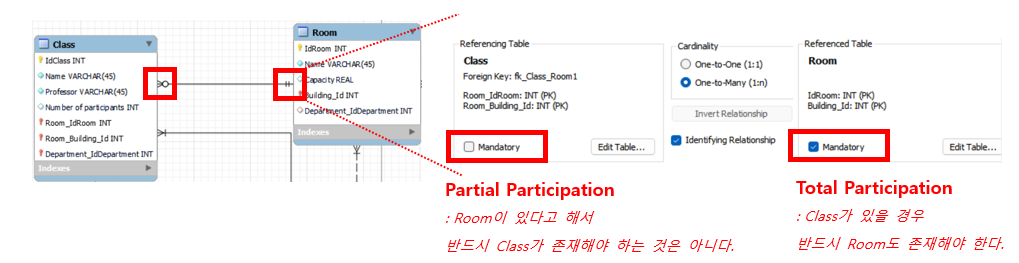 Class
IdClass INT
Name VARCHAR(45)
Professor VARCHAR(45)
Number of participants INT
Room_IdRoom INT
Room_Building_Id INT
Department_IdDepartment INT
Indexes
Room
IdRoom INT
Name VARCHAR(45)
Capacity REAL
Building_Id INT
Department_IdDepartment INT
Indexes
Referencing Table
Class
Foreign Key: fk_Class_Room1
Room_IdRoom: INT (PK)
Room_Building_Id: INT (PK)
Mandatory
Edit Table...
Cardinality
One-to-One (1:1)
One-to-Many (1:n)
Invert Relationship
Identifying Relationship
Referenced Table
Room
IdRoom: INT (PK)
Building_Id: INT (PK)
Mandatory
Edit Table...
Partial Participation
: Room이 있다고 해서
반드시 Class가 존재해야 하는 것은 아니다.
Total Participation
: Class가 있을 경우
반드시 Room도 존재해야 한다.